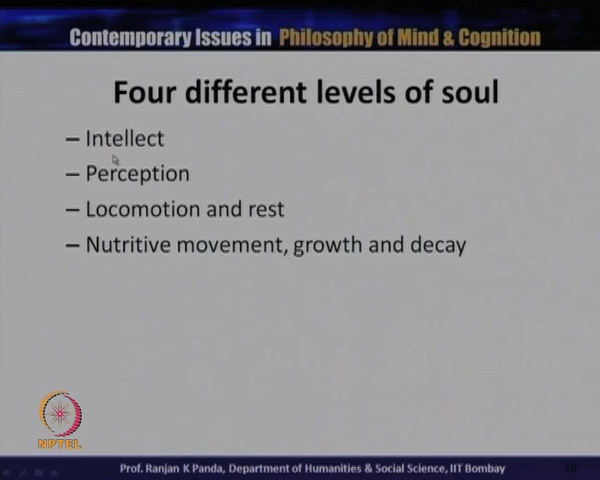 Contemporary Issues in Philosophy of Mind & Cognition
Four different levels of soul
– Intellect
– Perception
– Locomotion and rest
– Nutritive movement, growth and decay
NPTEL
Prof. Ranjan K Panda, Department of Humanities & Social Science, IIT Bombay
10